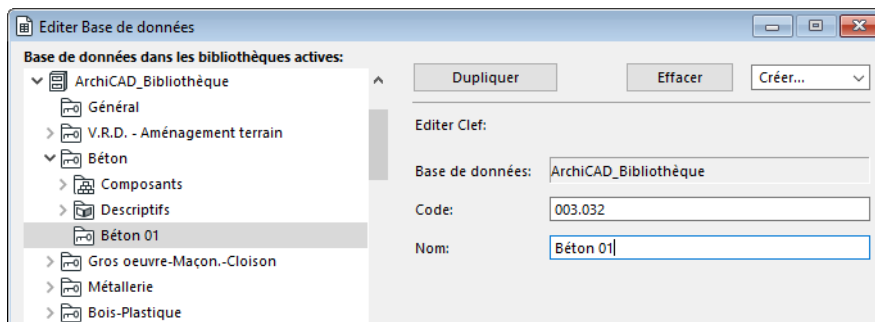 Editer Base de données
Base de données dans les bibliothèques actives:
ArchiCAD_Bibliothèque
Général
V.R.D. - Aménagement terrain
Béton
Composants
Descriptifs
Béton 01
Gros oeuvre-Maçon.-Cloison
Métallerie
Bois-Plastique
Dupliquer
Effacer
Créer...
Editer Clef:
Base de données: ArchiCAD_Bibliothèque
Code: 003.032
Nom: Béton 01